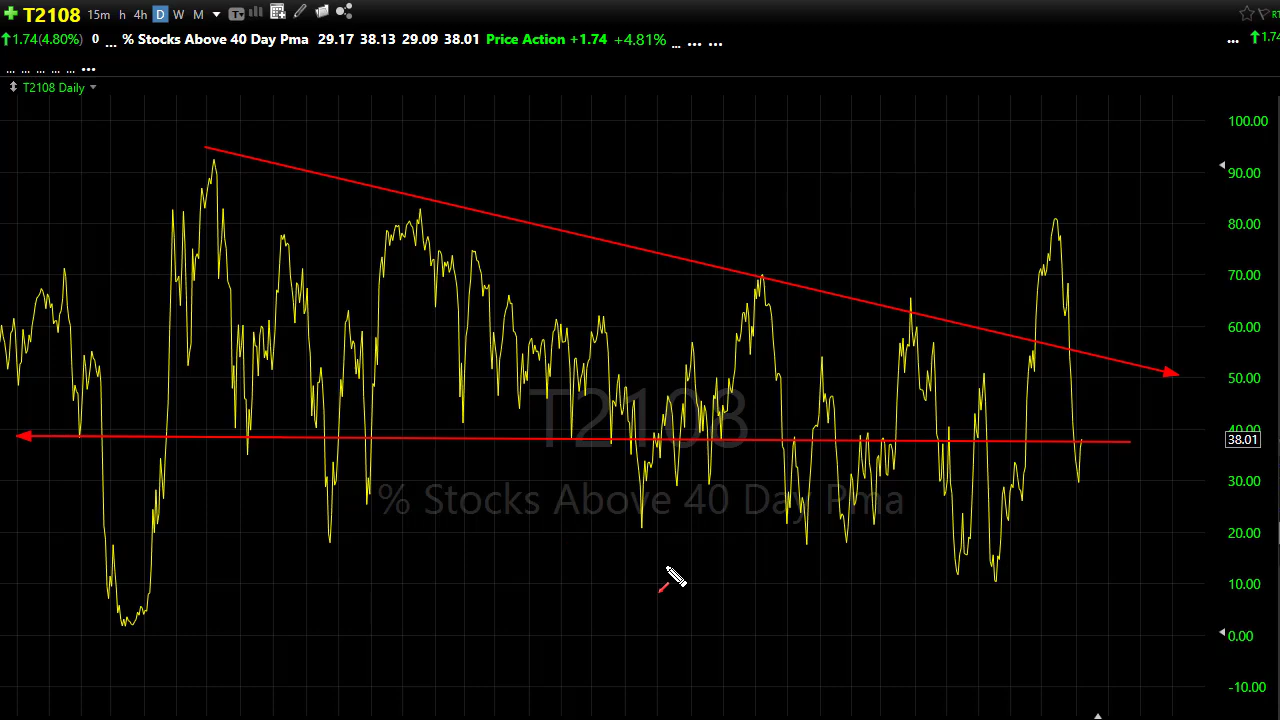 T2108 15m h 4h D W M T
1.74(4.80%) 0 ... % Stocks Above 40 Day Pma 29.17 38.13 29.09 38.01 Price Action +1.74 +4.81% ... ... ... ... 1.74
... ... ... ... ... ...
T2108 Daily
100.00
90.00
80.00
70.00
60.00
50.00
40.00
38.01
30.00
20.00
10.00
0.00
-10.00
T2108
% Stocks Above 40 Day Pma